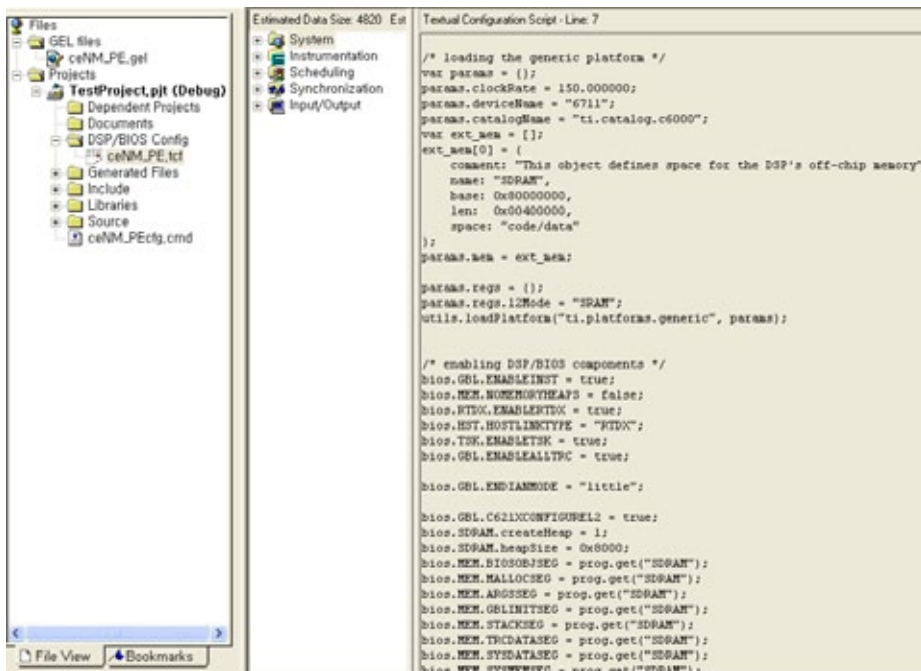 Files
GEL files
ceNM_PE.gel
Projects
TestProject.pjt (Debug)
Dependent Projects
Documents
DSP/BIOS Config
ceNM_PE.tcf
Generated Files
Include
Libraries
Source
ceNM_PEcfg.cmd
File View
Bookmarks
Estimated Data Size: 4820 Est
System
Instrumentation
Scheduling
Synchronization
Input/Output
Textual Configuration Script - Line: 7
/* loading the generic platform */
var params = {};
params.clockRate = 150.000000;
params.deviceName = "6711";
params.catalogName = "ti.catalog.c6000";
var ext_mem = [];
ext_mem[0] = {
comment: "This object defines space for the DSP's off-chip memory"
name: "SDRAM",
base: 0x80000000,
len: 0x00400000,
space: "code/data"
};
params.mem = ext_mem;
params.regs = {};
params.regs.l2Mode = "SRAM";
utils.loadPlatform("ti.platforms.generic", params);
/* enabling DSP/BIOS components */
bios.GBL.ENABLEINST = true;
bios.MEM.NOMEMORYHEAPS = false;
bios.RTDX.ENABLERTDX = true;
bios.HST.HOSTLINKTYPE = "RTDX";
bios.TSK.ENABLETSK = true;
bios.GBL.ENABLEALLTRC = true;
bios.GBL.ENDIANMODE = "little";
bios.GBL.C621XCONFIGUREL2 = true;
bios.SDRAM.createHeap = 1;
bios.SDRAM.heapSize = 0x8000;
bios.MEM.BIOSOBJSEG = prog.get("SDRAM");
bios.MEM.MALLOCSEG = prog.get("SDRAM");
bios.MEM.ARGSSEG = prog.get("SDRAM");
bios.MEM.GBLINITSEG = prog.get("SDRAM");
bios.MEM.STACKSEG = prog.get("SDRAM");
bios.MEM.TRCDATASEG = prog.get("SDRAM");
bios.MEM.SYSDATASEG = prog.get("SDRAM");
bios.MEM.SYSMEMSEG = prog.get("SDRAM");